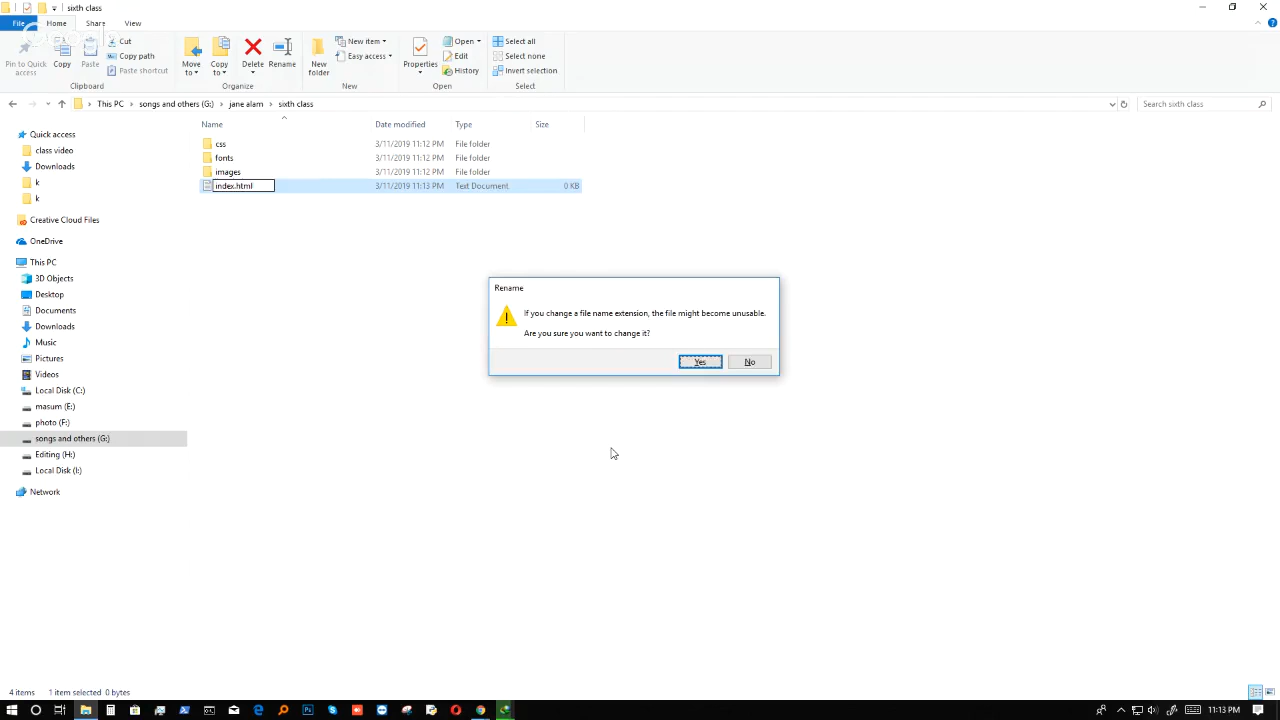 sixth class
File Home Share View
Pin to Quick access
Copy
Paste
Cut
Copy path
Paste shortcut
Clipboard
Move to
Copy to
Delete
Rename
Organize
New folder
New item
Easy access
New
Properties
Open
Edit
History
Open
Select all
Select none
Invert selection
Select
This PC songs and others (G:) jane alam sixth class
Search sixth class
Name Date modified Type Size
css 3/11/2019 11:12 PM File folder
fonts 3/11/2019 11:12 PM File folder
images 3/11/2019 11:12 PM File folder
index.html 3/11/2019 11:13 PM Text Document 0 KB
Quick access
class video
Downloads
k
k
Creative Cloud Files
OneDrive
This PC
3D Objects
Desktop
Documents
Downloads
Music
Pictures
Videos
Local Disk (C:)
masum (E:)
photo (F:)
songs and others (G:)
Editing (H:)
Local Disk (I:)
Network
Rename
If you change a file name extension, the file might become unusable.
Are you sure you want to change it?
Yes No
4 items 1 item selected 0 bytes
11:13 PM